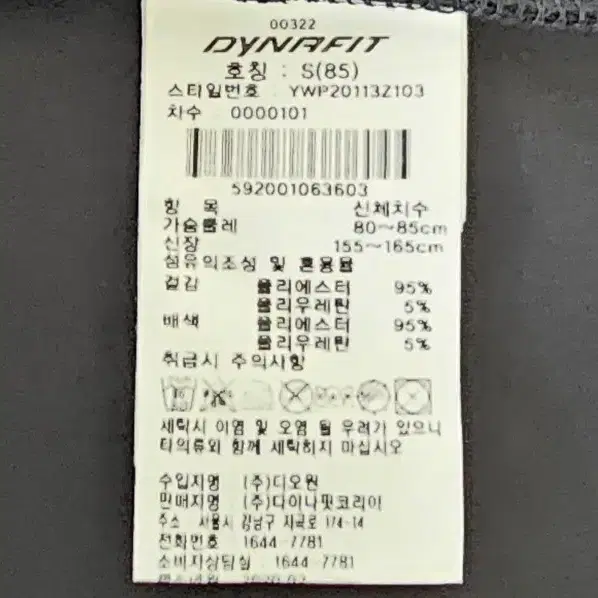 00322
DYNAFIT
호칭 : S(85)
스타일번호 : YWP20113Z103
차수 : 0000101
592001063603
항 목 신체치수
가슴둘레 80~85cm
신장 155~165cm
섬유의조성 및 혼용율
겉감 폴리에스터 95%
폴리우레탄 5%
배색 폴리에스터 95%
폴리우레탄 5%
취급시 주의사항
세탁시 이염 및 오염 될 우려가 있으니
타의류와 함께 세탁하지 마십시오
수입자명 (주)디오원
판매자명 (주)다이나핏코리아
주소 서울시 강남구 자곡로 174-14
전화번호 1644-7781
소비자상담실 : 1644-7781